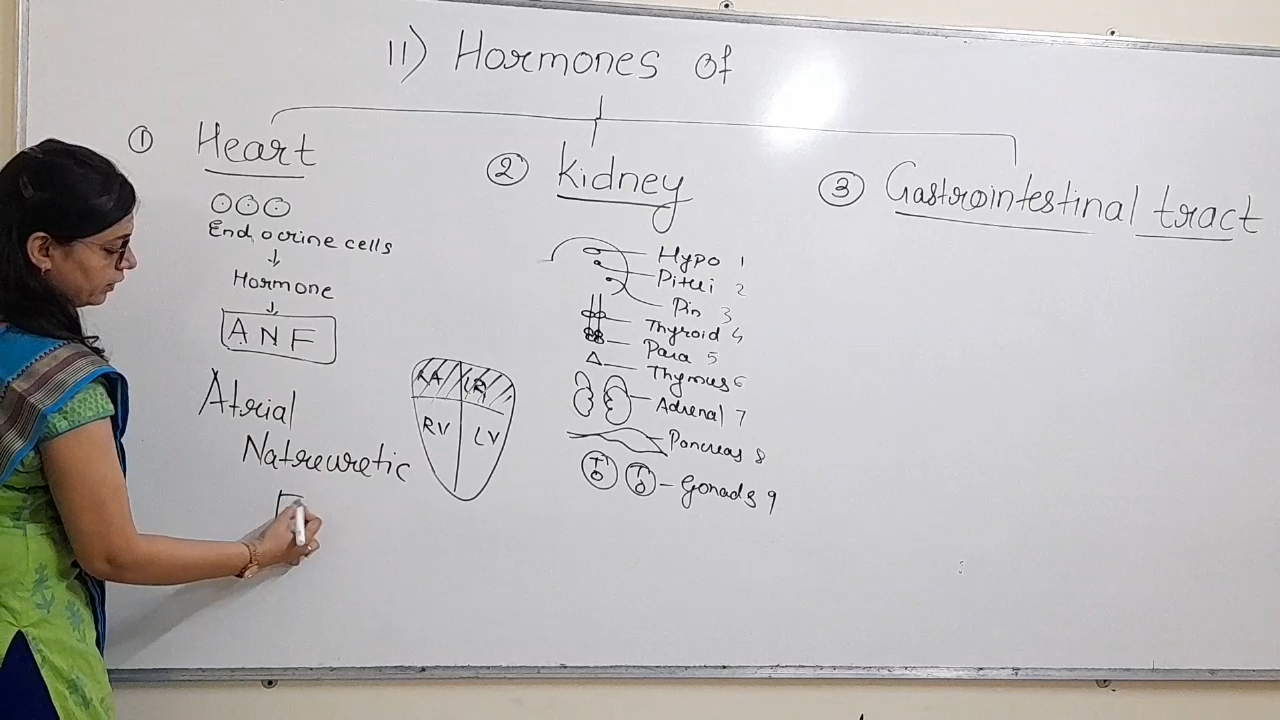 11) Hormones of
① Heart
Endocrine cells
Hormone
ANF
Atrial
Natreuretic
F
RA LA
RV LV
② Kidney
Hypo 1
Pitui 2
Pin 3
Thyroid 4
Para 5
Thymus 6
Adrenal 7
Pancreas 8
Gonads 9
③ Gastrointestinal tract